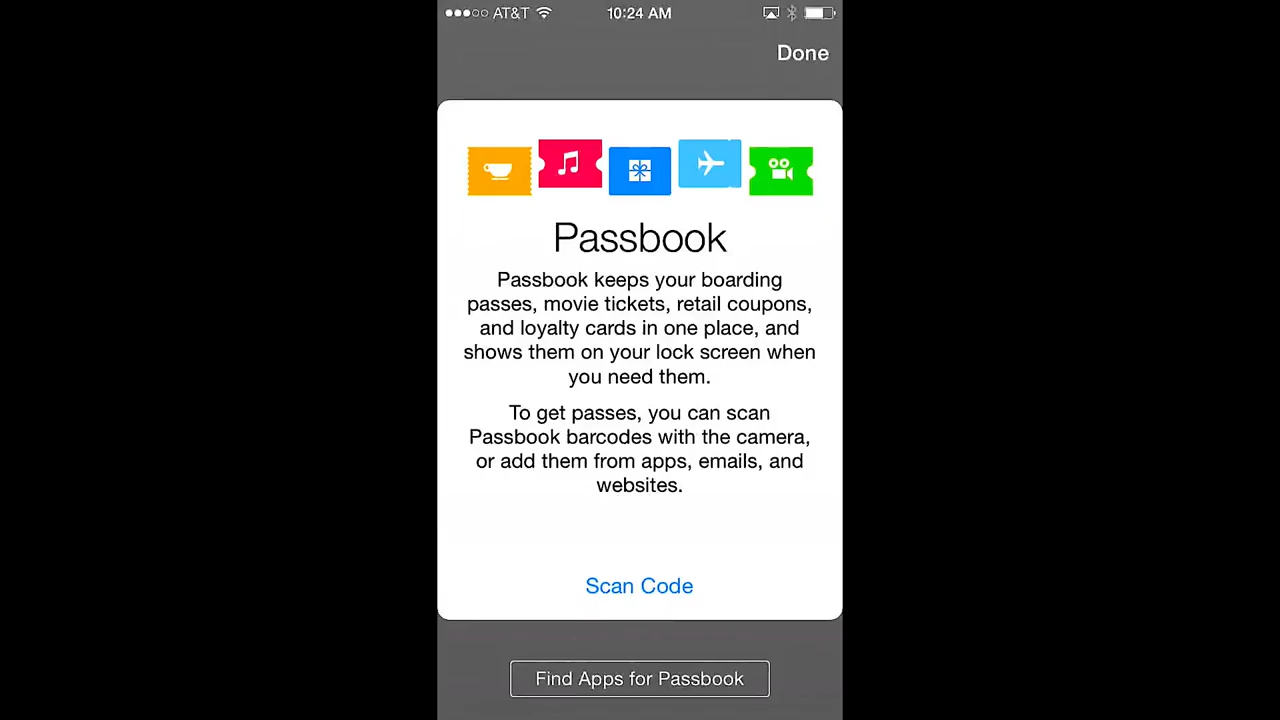 AT&T 10:24 AM
Done
Passbook
Passbook keeps your boarding
passes, movie tickets, retail coupons,
and loyalty cards in one place, and
shows them on your lock screen when
you need them.
To get passes, you can scan
Passbook barcodes with the camera,
or add them from apps, emails, and
websites.
Scan Code
Find Apps for Passbook